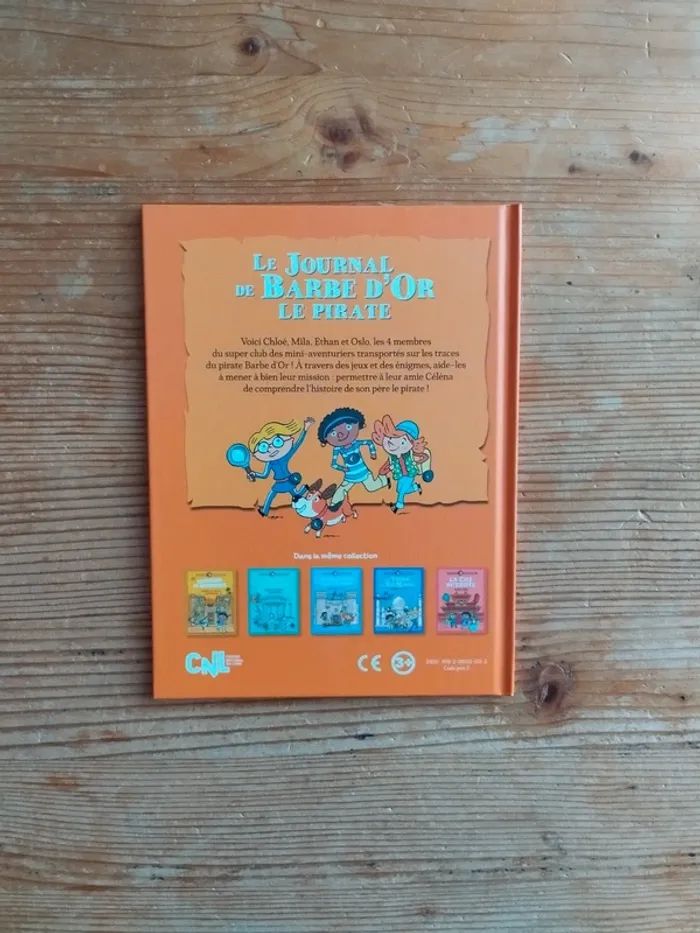 LE JOURNAL
DE BARBE D'OR
LE PIRATE
Voici Chloé, Mila, Ethan et Oslo, les 4 membres
du super club des mini-aventuriers transportés sur les traces
du pirate Barbe d'Or ! À travers des jeux et des énigmes, aide-les
à mener à bien leur mission : permettre à leur amie Céléna
de comprendre l'histoire de son père le pirate !
Dans la même collection
LA CITÉ
INTERDITE
CNL
CE
3+